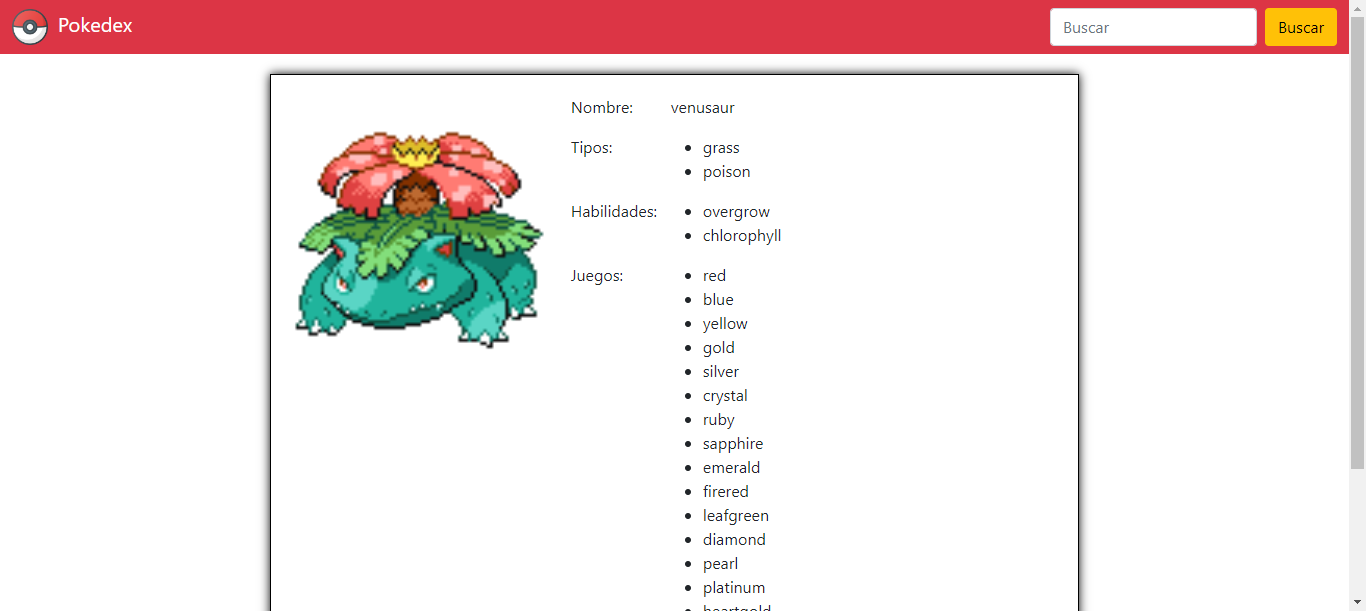 Pokedex
Buscar
Buscar
Nombre: venusaur
Tipos:
grass
poison
Habilidades:
overgrow
chlorophyll
Juegos:
red
blue
yellow
gold
silver
crystal
ruby
sapphire
emerald
firered
leafgreen
diamond
pearl
platinum
heartgold